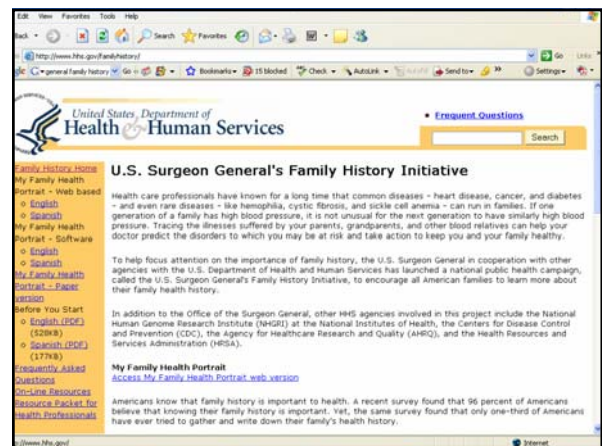 Edit View Favorites Tools Help
Back Search Favorites
http://www.hhs.gov/familyhistory/ Go Links
general family history Go Bookmarks 15 blocked Check AutoLink Send to Settings
United States Department of
Health & Human Services
Frequent Questions
Search
Family History Home
My Family Health
Portrait - Web based
English
Spanish
My Family Health
Portrait - Software
English
Spanish
My Family Health
Portrait - Paper
version
Before You Start
English (PDF)
(528KB)
Spanish (PDF)
(177KB)
Frequently Asked
Questions
On-Line Resources
Resource Packet for
Health Professionals
U.S. Surgeon General's Family History Initiative
Health care professionals have known for a long time that common diseases - heart disease, cancer, and diabetes
- and even rare diseases - like hemophilia, cystic fibrosis, and sickle cell anemia - can run in families. If one
generation of a family has high blood pressure, it is not unusual for the next generation to have similarly high blood
pressure. Tracing the illnesses suffered by your parents, grandparents, and other blood relatives can help your
doctor predict the disorders to which you may be at risk and take action to keep you and your family healthy.
To help focus attention on the importance of family history, the U.S. Surgeon General in cooperation with other
agencies with the U.S. Department of Health and Human Services has launched a national public health campaign,
called the U.S. Surgeon General's Family History Initiative, to encourage all American families to learn more about
their family health history.
In addition to the Office of the Surgeon General, other HHS agencies involved in this project include the National
Human Genome Research Institute (NHGRI) at the National Institutes of Health, the Centers for Disease Control
and Prevention (CDC), the Agency for Healthcare Research and Quality (AHRQ), and the Health Resources and
Services Administration (HRSA).
My Family Health Portrait
Access My Family Health Portrait web version
Americans know that family history is important to health. A recent survey found that 96 percent of Americans
believe that knowing their family history is important. Yet, the same survey found that only one-third of Americans
have ever tried to gather and write down their family's health history.
://www.hhs.gov/ Internet